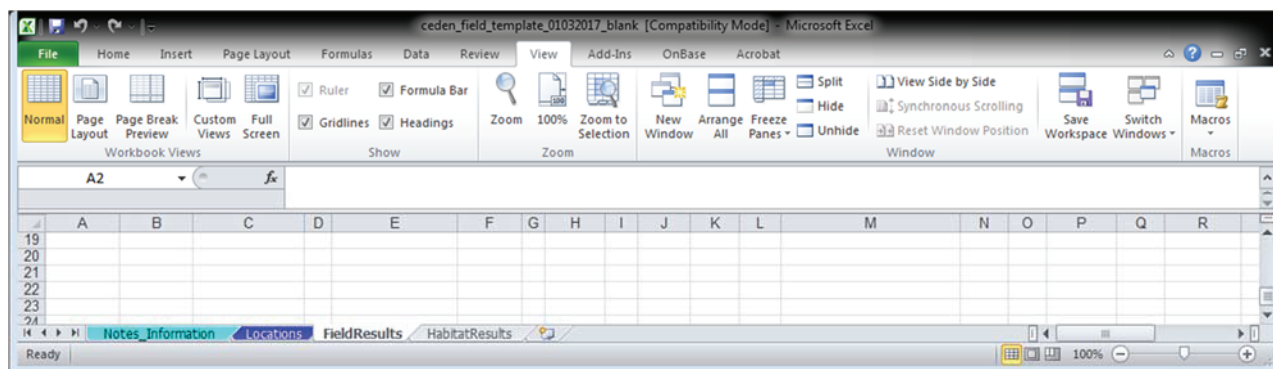 ceden_field_template_01032017_blank [Compatibility Mode] - Microsoft Excel
File Home Insert Page Layout Formulas Data Review View Add-Ins OnBase Acrobat
Normal Page Layout Page Break Preview Custom Views Full Screen
Workbook Views
Ruler Formula Bar
Gridlines Headings
Show
Zoom 100% Zoom to Selection
Zoom
New Window Arrange All Freeze Panes
Split
Hide
Unhide
View Side by Side
Synchronous Scrolling
Reset Window Position
Save Workspace Switch Windows
Window
Macros
Macros
A2 fx
A B C D E F G H I J K L M N O P Q R
19
20
21
22
23
24
Notes_Information Locations FieldResults HabitatResults
Ready 100%